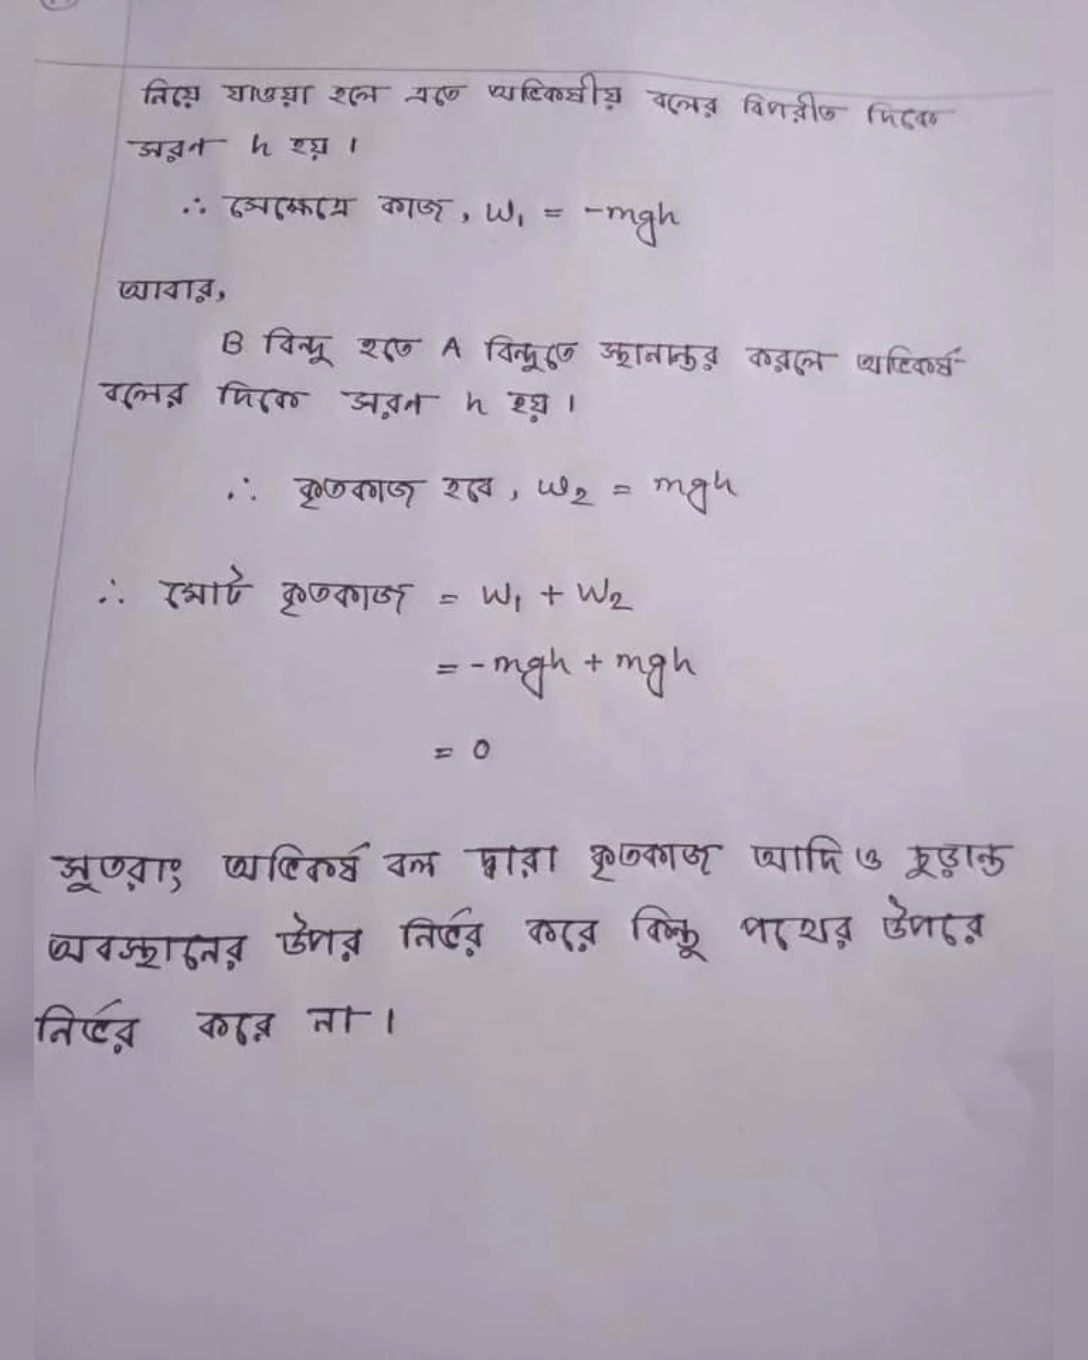 নিয়ে যাওয়া হলে এতে অভিকর্ষীয় বলের বিপরীত দিকে
সরণ h হয়।
∴ সেক্ষেত্রে কাজ, W₁ = -mgh
আবার,
B বিন্দু হতে A বিন্দুতে স্থানান্তর করলে অভিকর্ষ
বলের দিকে সরণ h হয়।
∴ কৃতকাজ হবে, W₂ = mgh
∴ মোট কৃতকাজ = W₁ + W₂
= -mgh + mgh
= 0
সুতরাং অভিকর্ষ বল দ্বারা কৃতকাজ আদি ও চূড়ান্ত
অবস্থানের উপর নির্ভর করে কিন্তু পথের উপরে
নির্ভর করে না।